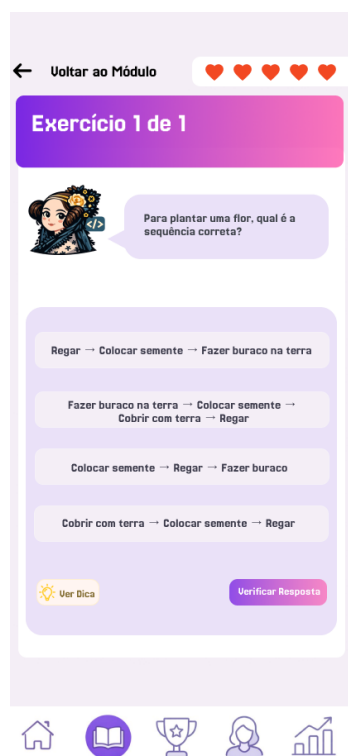 ← Voltar ao Módulo
Exercício 1 de 1
</>
Para plantar uma flor, qual é a
sequência correta?
Regar → Colocar semente → Fazer buraco na terra
Fazer buraco na terra → Colocar semente →
Cobrir com terra → Regar
Colocar semente → Regar → Fazer buraco
Cobrir com terra → Colocar semente → Regar
Ver Dica
Verificar Resposta